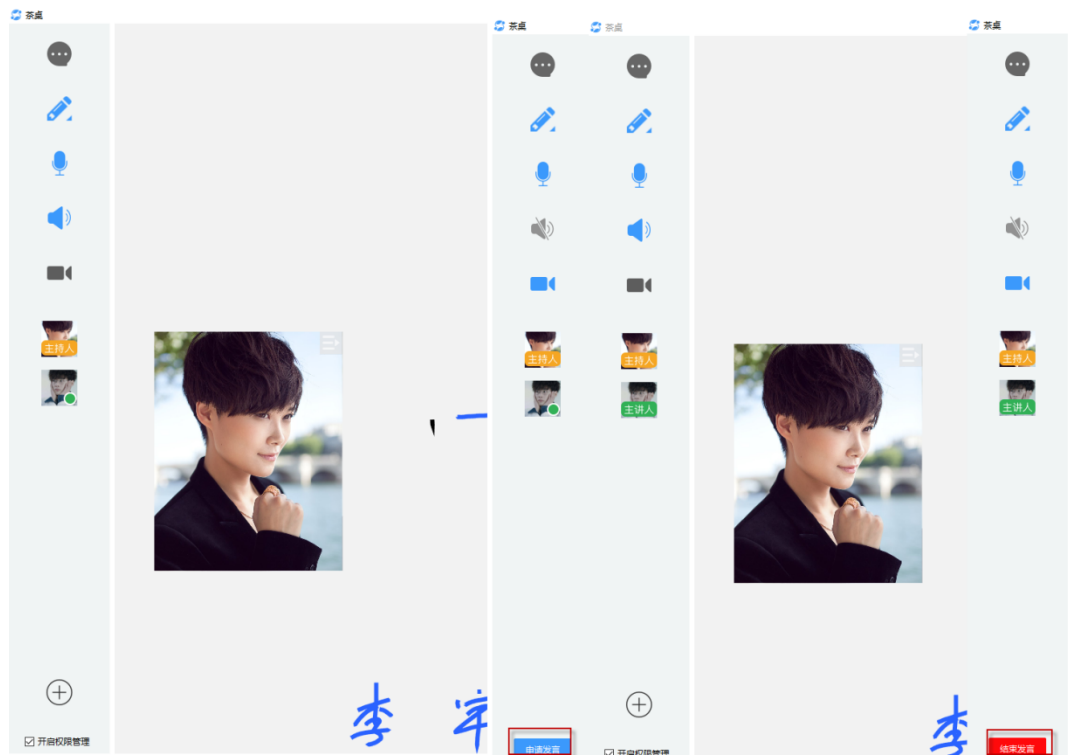 茶桌
茶桌
茶桌
茶桌
主持人
主持人
主持人
主持人
主讲人
主讲人
李
李
开启权限管理
申请发言
开启权限管理
结束发言